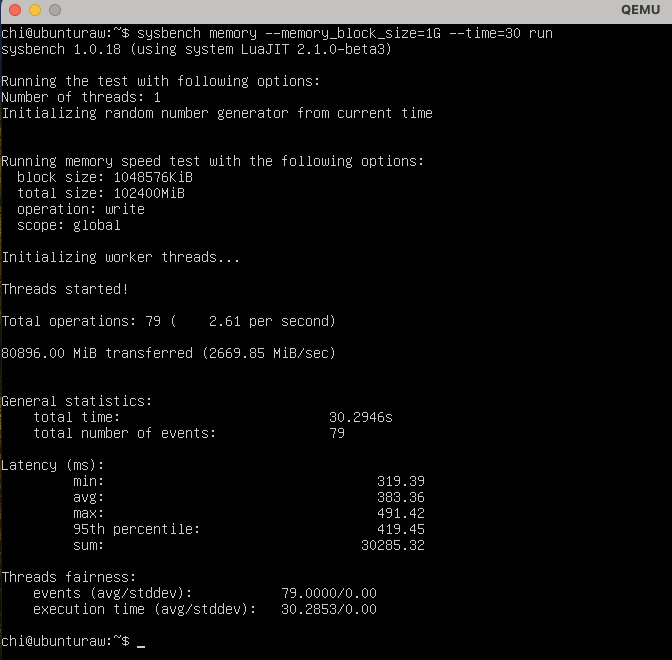 QEMU
chi@ubunturaw:~$ sysbench memory --memory_block_size=1G --time=30 run
sysbench 1.0.18 (using system LuaJIT 2.1.0-beta3)
Running the test with following options:
Number of threads: 1
Initializing random number generator from current time
Running memory speed test with the following options:
block size: 1048576KiB
total size: 102400MiB
operation: write
scope: global
Initializing worker threads...
Threads started!
Total operations: 79 (    2.61 per second)
80896.00 MiB transferred (2669.85 MiB/sec)
General statistics:
total time: 30.2946s
total number of events: 79
Latency (ms):
min: 319.39
avg: 383.36
max: 491.42
95th percentile: 419.45
sum: 30285.32
Threads fairness:
events (avg/stddev): 79.0000/0.00
execution time (avg/stddev): 30.2853/0.00
chi@ubunturaw:~$ _